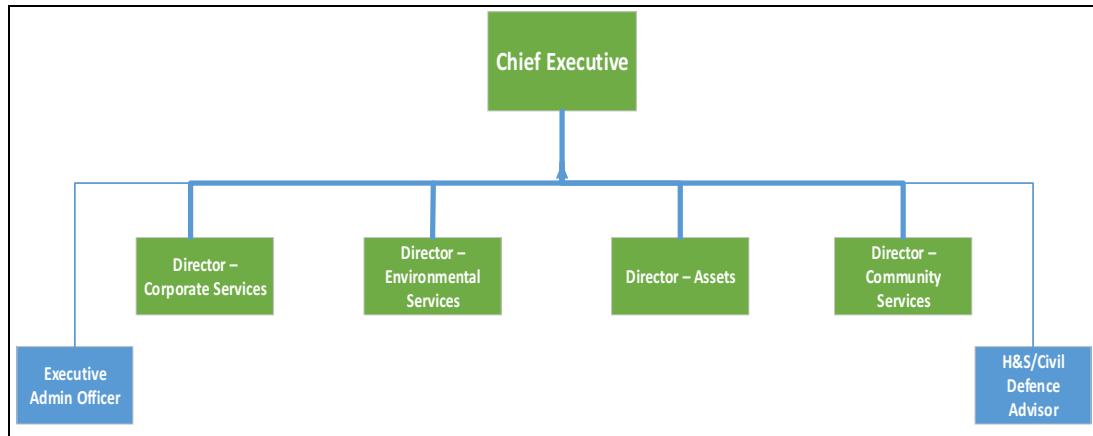 Chief Executive
Director –
Corporate Services
Director –
Environmental
Services
Director – Assets
Director –
Community
Services
Executive
Admin Officer
H&S/Civil
Defence
Advisor